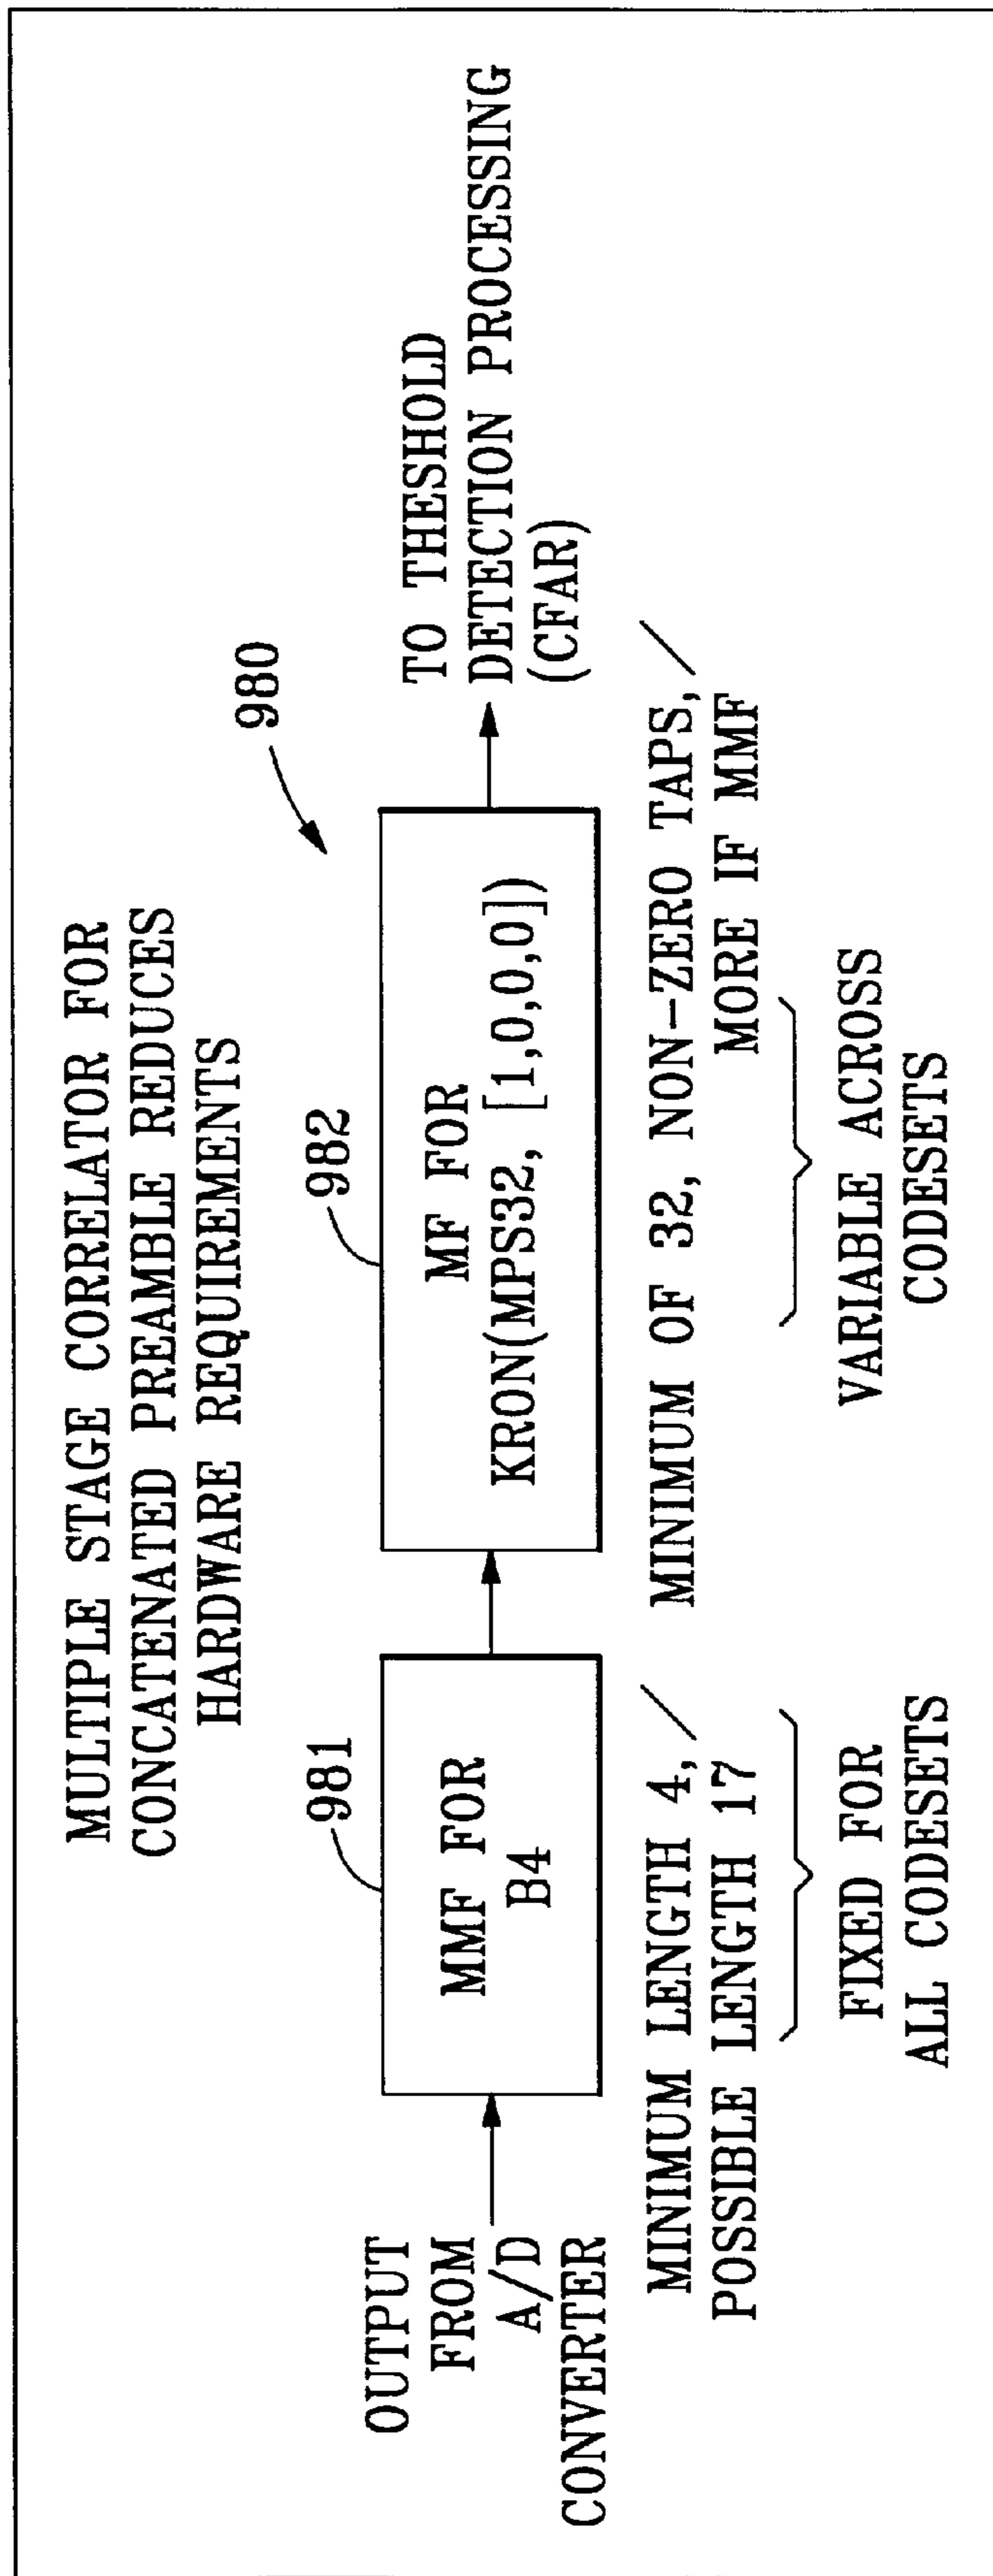 MULTIPLE STAGE CORRELATOR FOR
CONCATENATED PREAMBLE REDUCES
HARDWARE REQUIREMENTS
980
OUTPUT
FROM
A/D
CONVERTER
981
MMF FOR
B4
982
MF FOR
KRON(MPS32, [1,0,0,0])
TO THESHOLD
DETECTION PROCESSING
(CFAR)
MINIMUM LENGTH 4, /
POSSIBLE LENGTH 17
FIXED FOR
ALL CODESETS
MINIMUM OF 32, NON-ZERO TAPS, /
MORE IF MMF
VARIABLE ACROSS
CODESETS